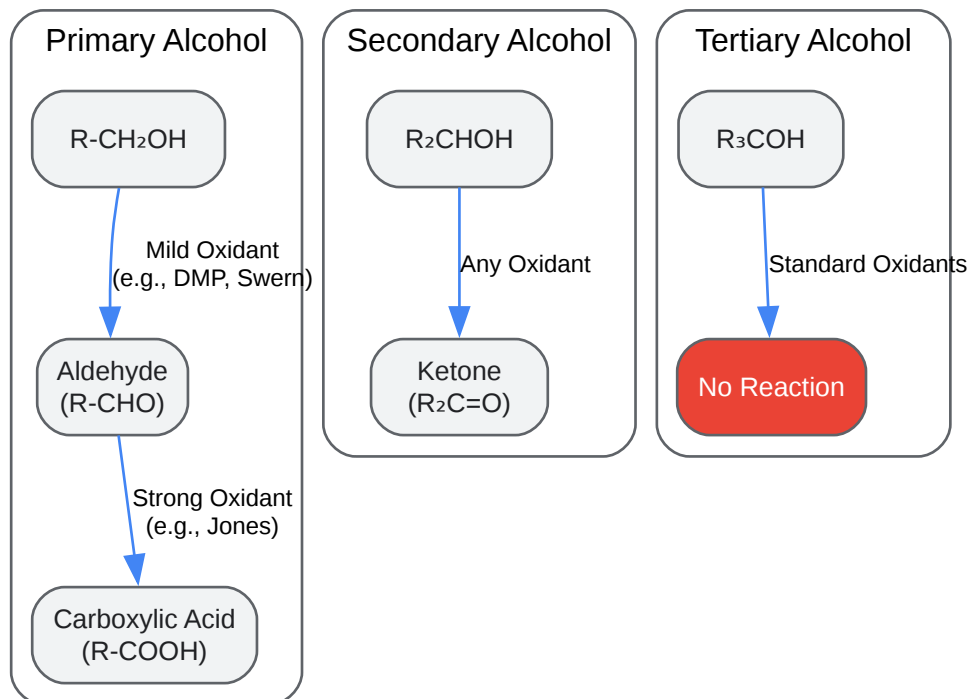 Primary Alcohol
R-CH₂OH
Mild Oxidant
(e.g., DMP, Swern)
Aldehyde
(R-CHO)
Strong Oxidant
(e.g., Jones)
Carboxylic Acid
(R-COOH)
Secondary Alcohol
R₂CHOH
Any Oxidant
Ketone
(R₂C=O)
Tertiary Alcohol
R₃COH
Standard Oxidants
No Reaction